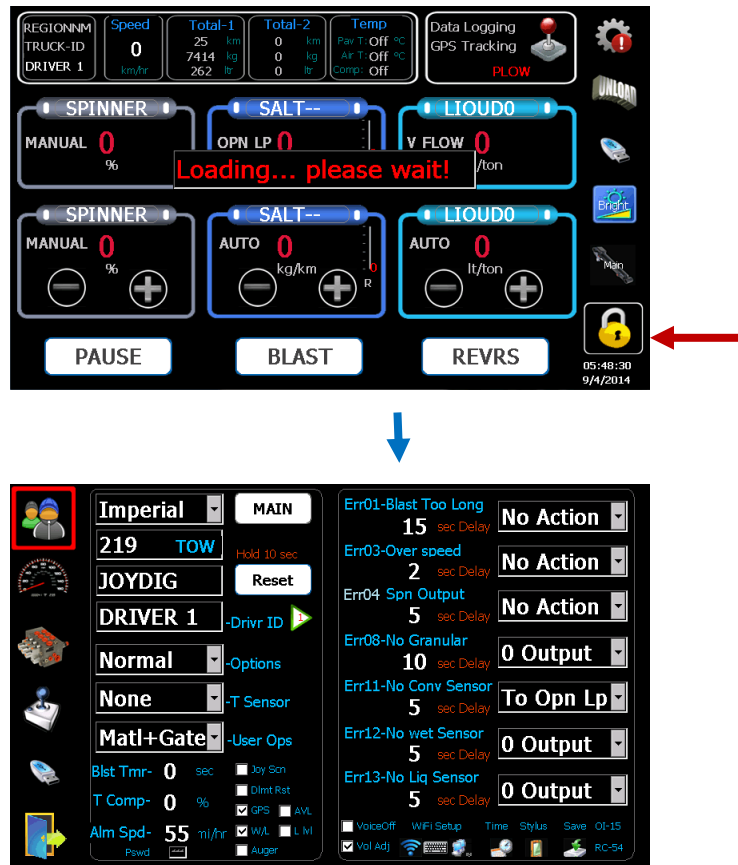 REGIONNM
TRUCK-ID
DRIVER 1
Speed
0
km/hr
Total-1
25 km
7414 kg
262 ltr
Total-2
0 km
0 kg
0 ltr
Temp
Pav T: Off °C
Air T: Off °C
Comp: Off
Data Logging
GPS Tracking
PLOW
UNLOAD
SPINNER
MANUAL 0
%
SALT--
OPN LP 0
LIOUD0
V FLOW 0
/ton
Loading... please wait!
Bright
SPINNER
MANUAL 0
%
SALT--
AUTO 0
kg/km
0
R
LIOUD0
AUTO 0
lt/ton
Main
PAUSE
BLAST
REVRS
05:48:30
9/4/2014
Imperial
MAIN
219 TOW
Hold 10 sec
JOYDIG
Reset
DRIVER 1
-Drivr ID
1
Normal
-Options
None
-T Sensor
Matl+Gate
-User Ops
Blst Tmr- 0 sec
Joy Scn
Dlmt Rst
T Comp- 0 %
GPS
AVL
Alm Spd- 55 mi/hr
W/L
L lvl
Pswd
Auger
Err01-Blast Too Long
15 sec Delay
No Action
Err03-Over speed
2 sec Delay
No Action
Err04 Spn Output
5 sec Delay
No Action
Err08-No Granular
10 sec Delay
0 Output
Err11-No Conv Sensor
5 sec Delay
To Opn Lp
Err12-No wet Sensor
5 sec Delay
0 Output
Err13-No Liq Sensor
5 sec Delay
0 Output
VoiceOff
WiFi Setup
Time
Stylus
Save
OI-15
Vol Adj
RC-54